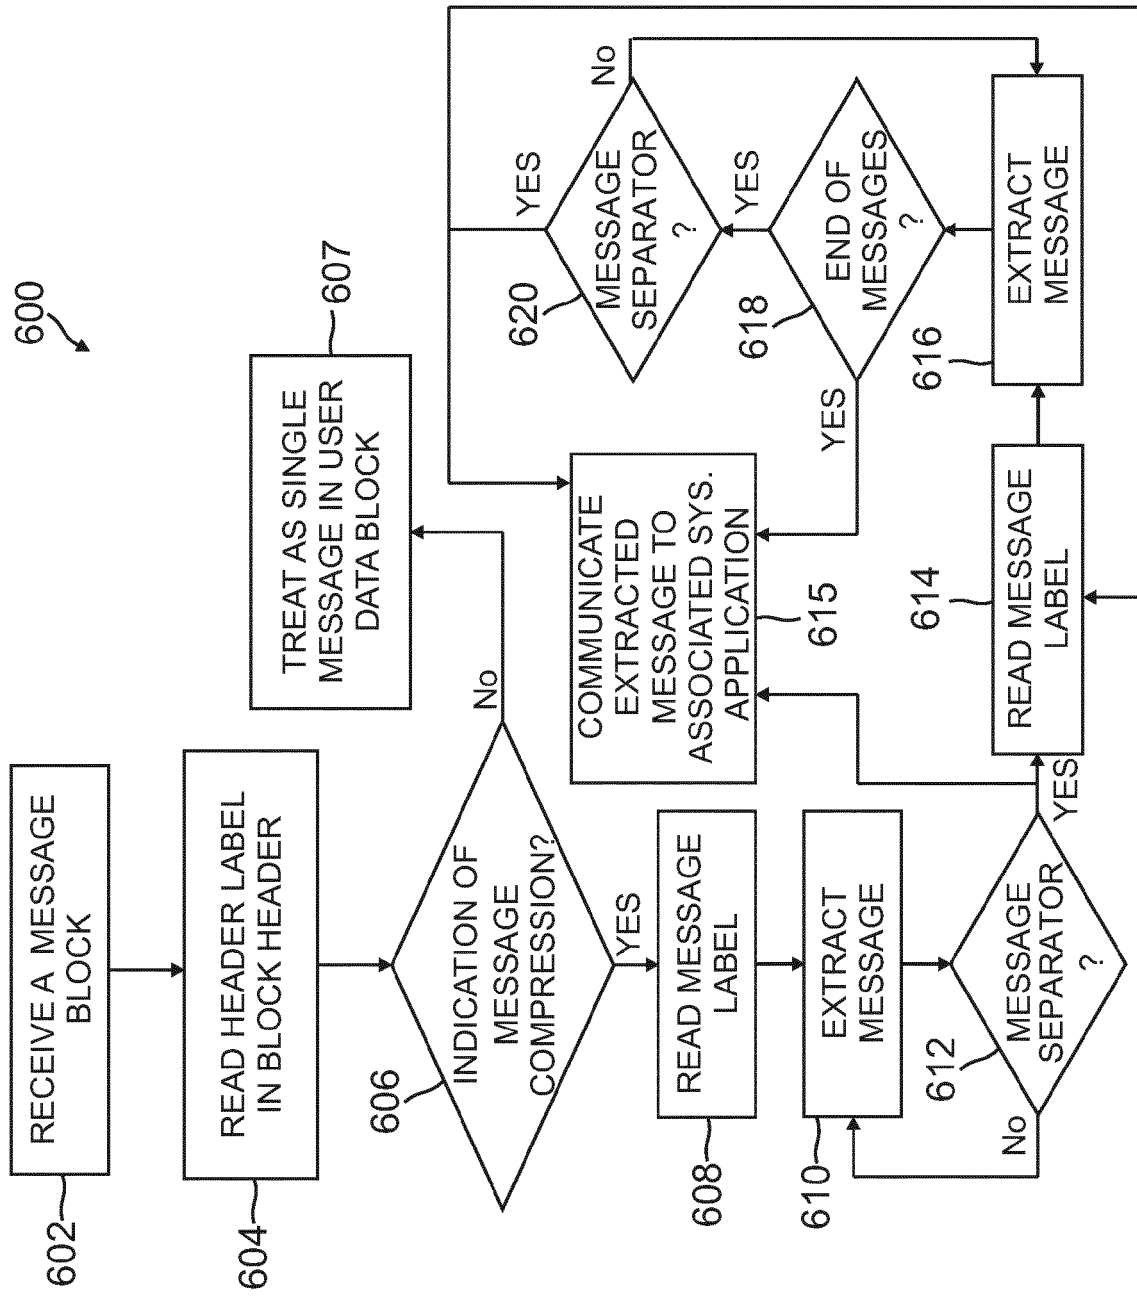 600
602
RECEIVE A MESSAGE
BLOCK
604
READ HEADER LABEL
IN BLOCK HEADER
606
INDICATION OF
MESSAGE
COMPRESSION?
No
607
TREAT AS SINGLE
MESSAGE IN USER
DATA BLOCK
YES
608
READ MESSAGE
LABEL
610
EXTRACT
MESSAGE
612
MESSAGE
SEPARATOR
?
No
YES
COMMUNICATE
EXTRACTED
MESSAGE TO
ASSOCIATED SYS.
APPLICATION
615
614
READ MESSAGE
LABEL
616
EXTRACT
MESSAGE
618
END OF
MESSAGES
?
YES
YES
620
MESSAGE
SEPARATOR
?
YES
No